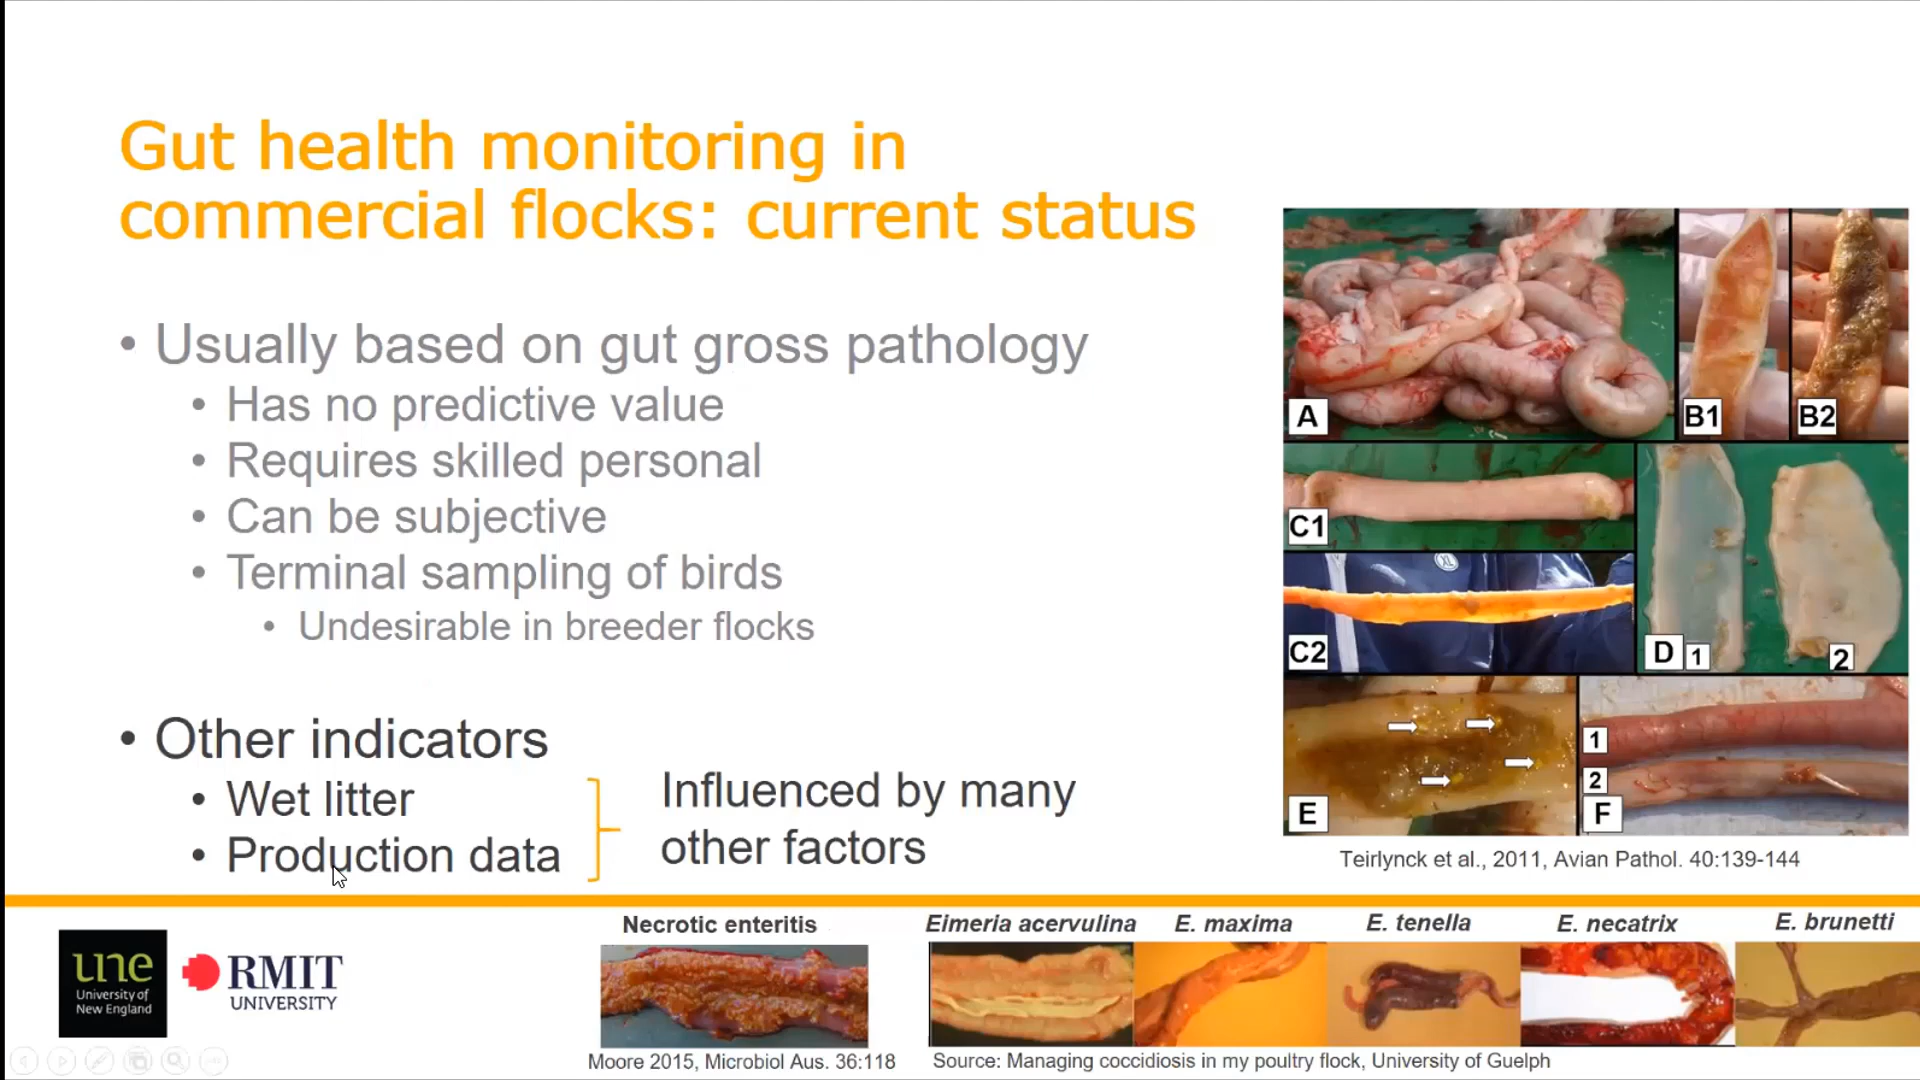 Gut health monitoring in
commercial flocks: current status
• Usually based on gut gross pathology
• Has no predictive value
• Requires skilled personal
• Can be subjective
• Terminal sampling of birds
• Undesirable in breeder flocks
• Other indicators
• Wet litter
• Production data
Influenced by many
other factors
A
B1
B2
C1
XL
C2
D 1
2
E
1
2
F
Teirlynck et al., 2011, Avian Pathol. 40:139-144
une
University of
New England
RMIT
UNIVERSITY
Necrotic enteritis
Moore 2015, Microbiol Aus. 36:118
Eimeria acervulina
E. maxima
E. tenella
E. necatrix
E. brunetti
Source: Managing coccidiosis in my poultry flock, University of Guelph